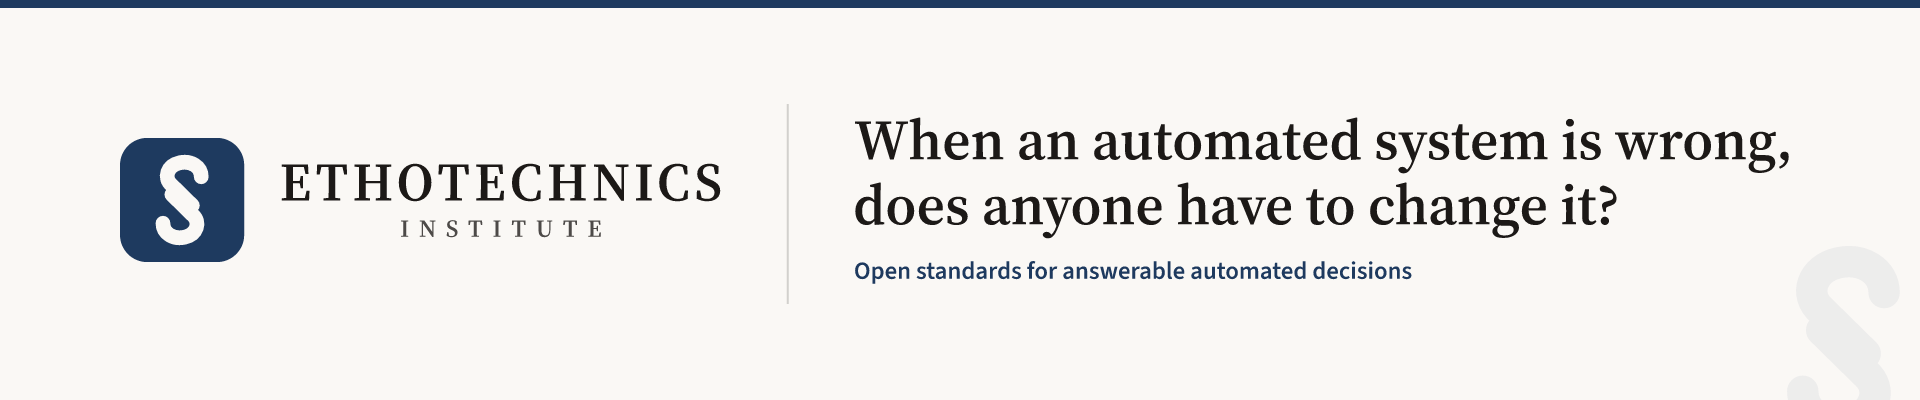 ETHOTECHNICS
INSTITUTE
When an automated system is wrong,
does anyone have to change it?
Open standards for answerable automated decisions